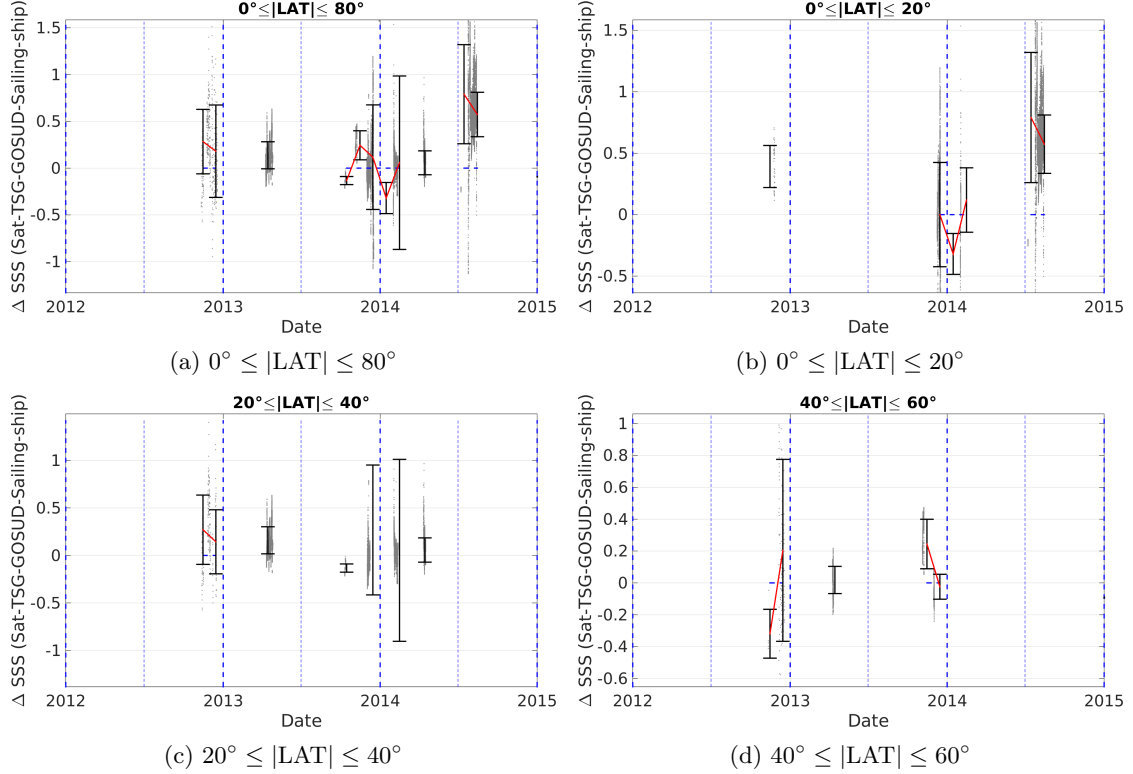 0°≤|LAT|≤ 80°
Δ SSS (Sat-TSG-GOSUD-Sailing-ship)
1.5
1
0.5
0
-0.5
-1
2012 2013 2014 2015
Date
(a) 0° ≤ |LAT| ≤ 80°
0°≤|LAT|≤ 20°
Δ SSS (Sat-TSG-GOSUD-Sailing-ship)
1.5
1
0.5
0
-0.5
2012 2013 2014 2015
Date
(b) 0° ≤ |LAT| ≤ 20°
20°≤|LAT|≤ 40°
Δ SSS (Sat-TSG-GOSUD-Sailing-ship)
1
0.5
0
-0.5
-1
2012 2013 2014 2015
Date
(c) 20° ≤ |LAT| ≤ 40°
40°≤|LAT|≤ 60°
Δ SSS (Sat-TSG-GOSUD-Sailing-ship)
1
0.8
0.6
0.4
0.2
0
-0.2
-0.4
-0.6
2012 2013 2014 2015
Date
(d) 40° ≤ |LAT| ≤ 60°